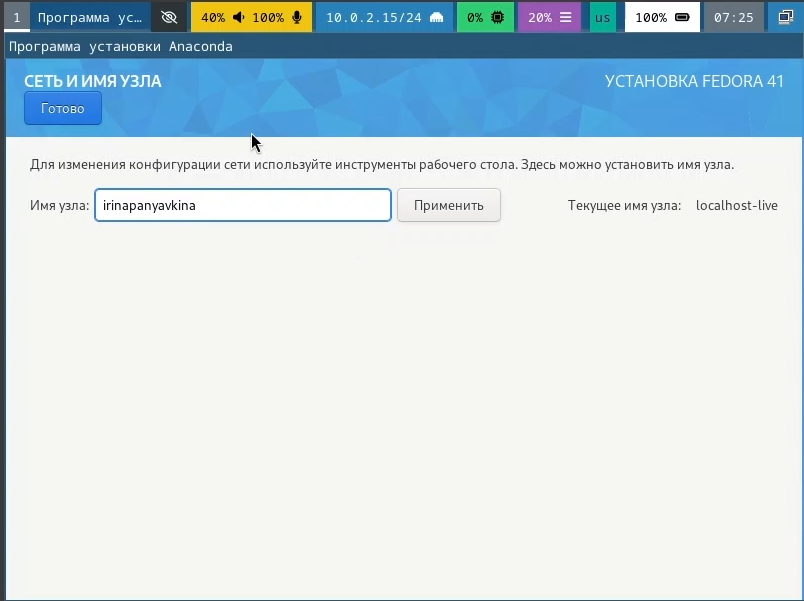 1 Программа ус… 40% 100% 10.0.2.15/24 0% 20% us 100% 07:25
Программа установки Anaconda
СЕТЬ И ИМЯ УЗЛА УСТАНОВКА FEDORA 41
Готово
Для изменения конфигурации сети используйте инструменты рабочего стола. Здесь можно установить имя узла.
Имя узла: irinapanyavkina Применить Текущее имя узла: localhost-live